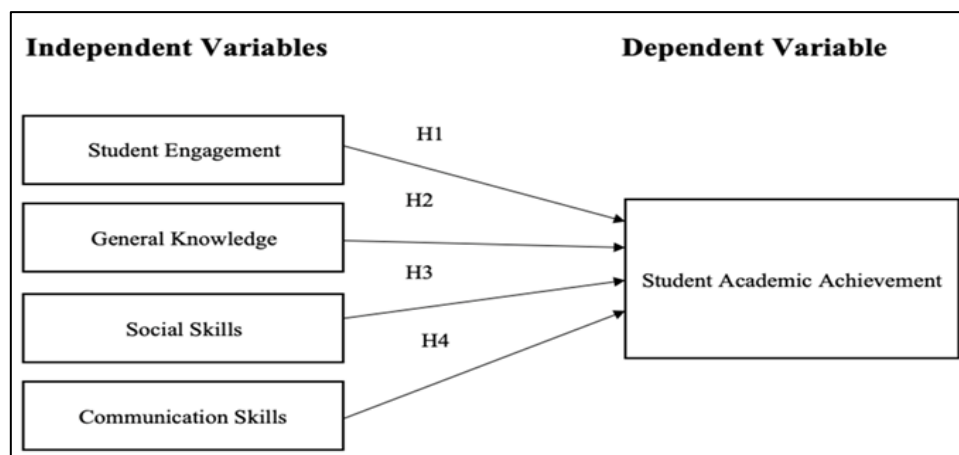 Independent Variables
Dependent Variable
Student Engagement
H1
H2
General Knowledge
H3
Social Skills
H4
Communication Skills
Student Academic Achievement